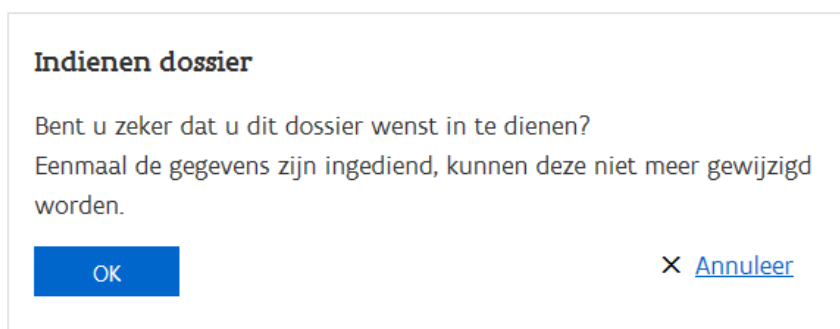 Indienen dossier
Bent u zeker dat u dit dossier wenst in te dienen?
Eenmaal de gegevens zijn ingediend, kunnen deze niet meer gewijzigd
worden.
OK
× Annuleer